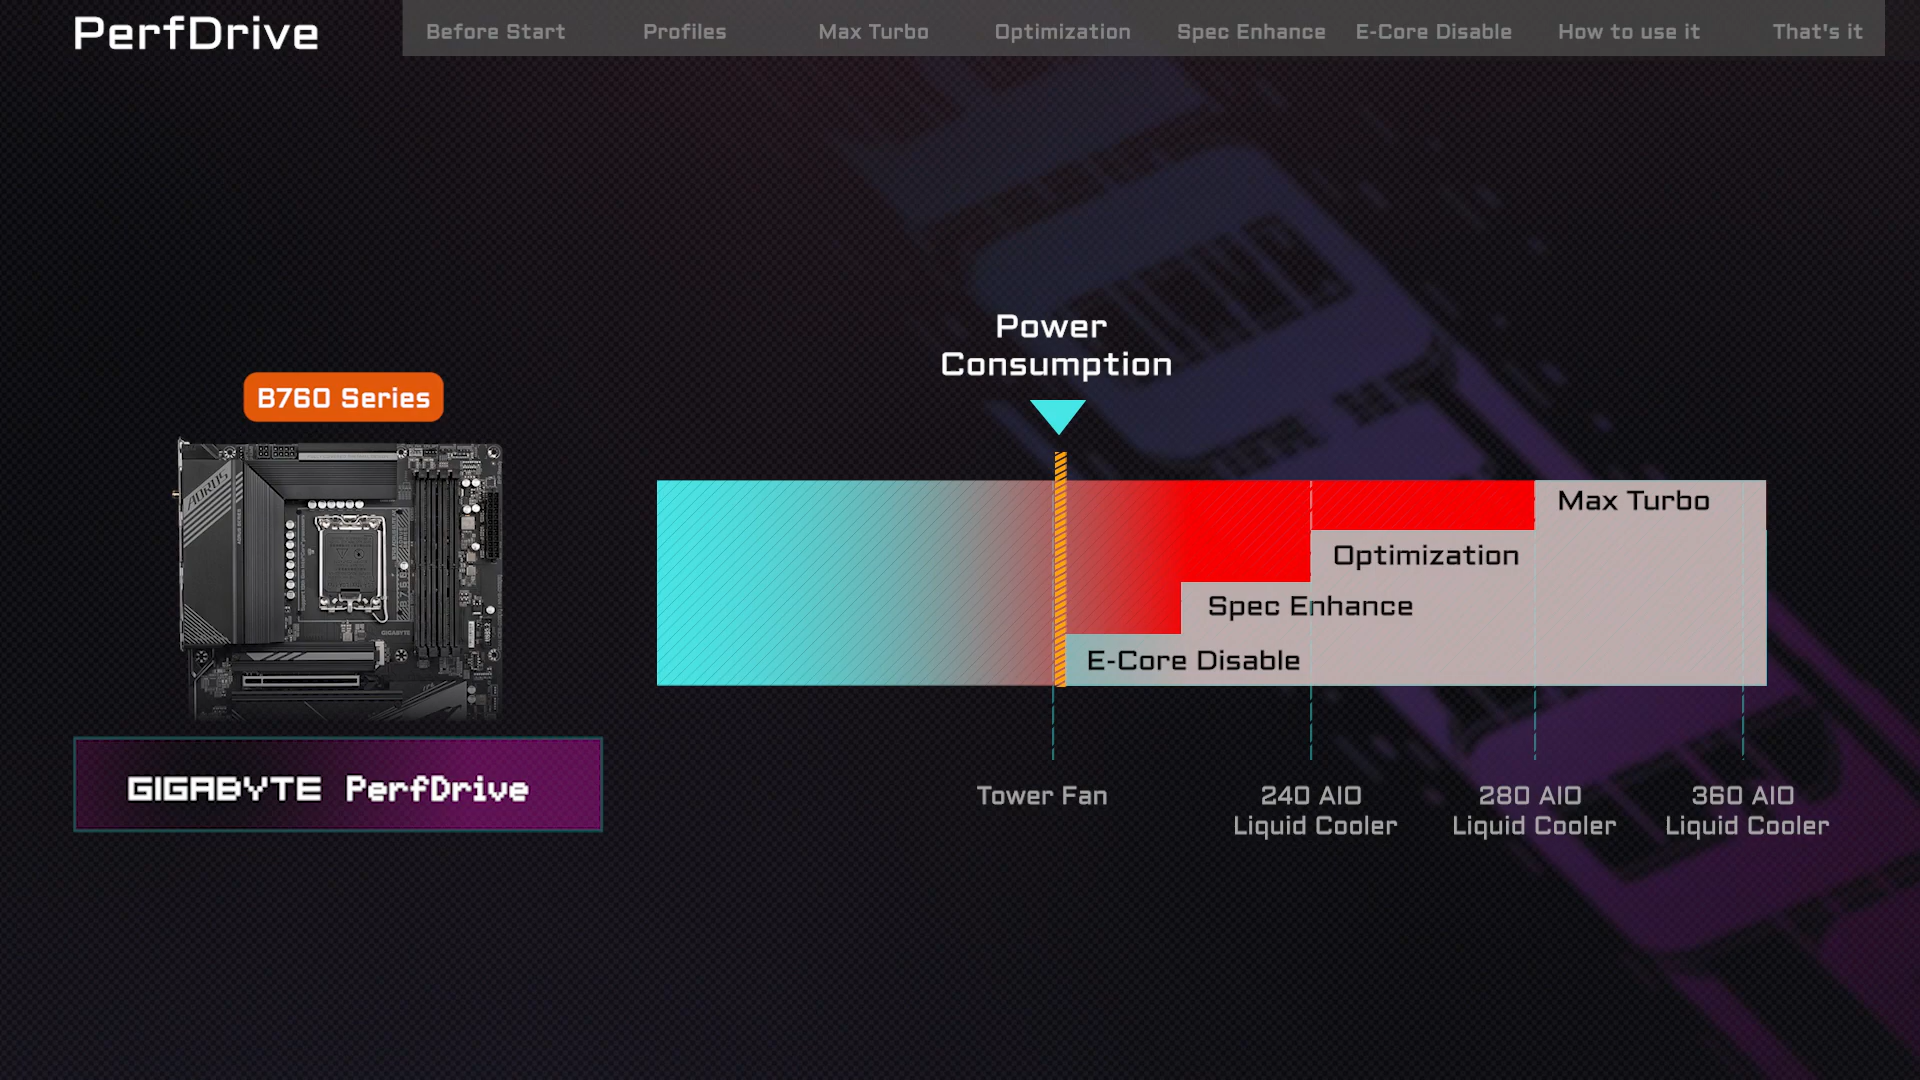 PerfDrive
Before Start
Profiles
Max Turbo
Optimization
Spec Enhance
E-Core Disable
How to use it
That's it
Power
Consumption
B760 Series
AORUS
GIGABYTE
Max Turbo
Optimization
Spec Enhance
E-Core Disable
GIGABYTE PerfDrive
Tower Fan
240 AIO
Liquid Cooler
280 AIO
Liquid Cooler
360 AIO
Liquid Cooler